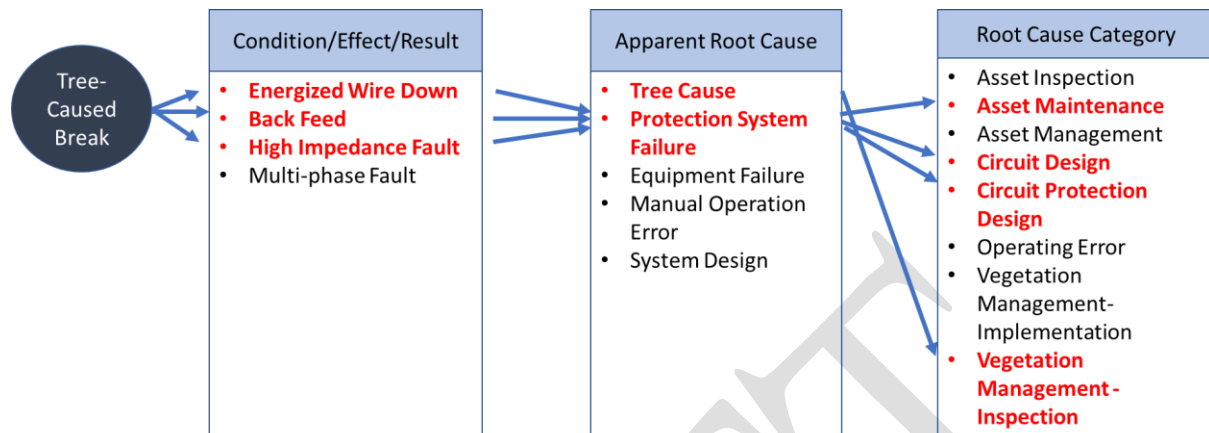 Tree-
Caused
Break
Condition/Effect/Result
• Energized Wire Down
• Back Feed
• High Impedance Fault
• Multi-phase Fault
Apparent Root Cause
• Tree Cause
• Protection System
Failure
• Equipment Failure
• Manual Operation
Error
• System Design
Root Cause Category
• Asset Inspection
• Asset Maintenance
• Asset Management
• Circuit Design
• Circuit Protection
Design
• Operating Error
• Vegetation
Management-
Implementation
• Vegetation
Management -
Inspection